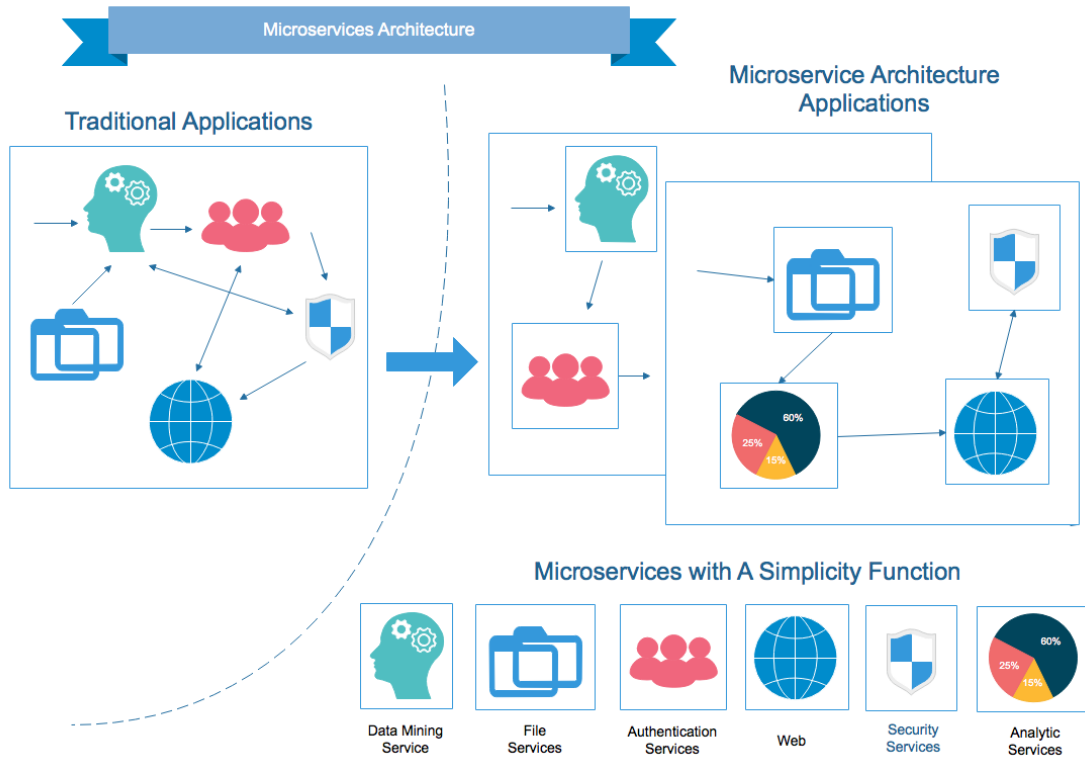 Microservices Architecture
Traditional Applications
Microservice Architecture
Applications
60%
25%
15%
Microservices with A Simplicity Function
60%
25%
15%
Data Mining
Service
File
Services
Authentication
Services
Web
Security
Services
Analytic
Services